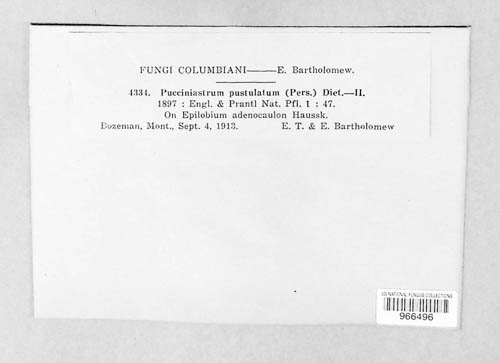 FUNGI COLUMBIANI——E. Bartholomew.
4334. Pucciniastrum pustulatum (Pers.) Diet.—II.
1897 : Engl. & Prantl Nat. Pfl. 1 : 47.
On Epilobium adenocaulon Haussk.
Bozeman, Mont., Sept. 4, 1913. E. T. & E. Bartholomew
US NATIONAL FUNGUS COLLECTIONS
966496